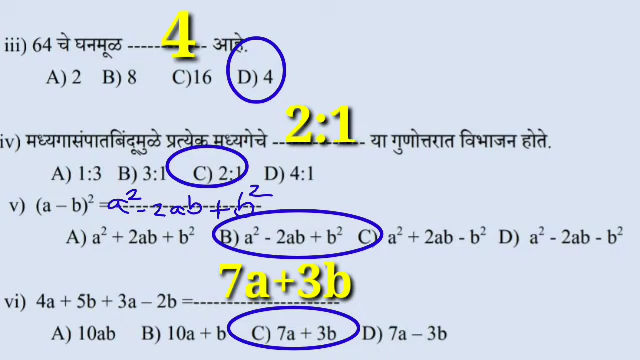 iii) 64 चे घनमूळ ---------- 4 आहे.
A) 2 B) 8 C)16 D) 4
iv) मध्यगासंपातबिंदूमुळे प्रत्येक मध्यगेचे ---------- 2:1 या गुणोत्तरात विभाजन होते.
A) 1:3 B) 3:1 C) 2:1 D) 4:1
v) (a – b)² = a² - 2ab + b²
A) a² + 2ab + b² B) a² - 2ab + b² C) a² + 2ab - b² D) a² - 2ab - b²
7a+3b
vi) 4a + 5b + 3a – 2b =--------------------
A) 10ab B) 10a + b C) 7a + 3b D) 7a – 3b